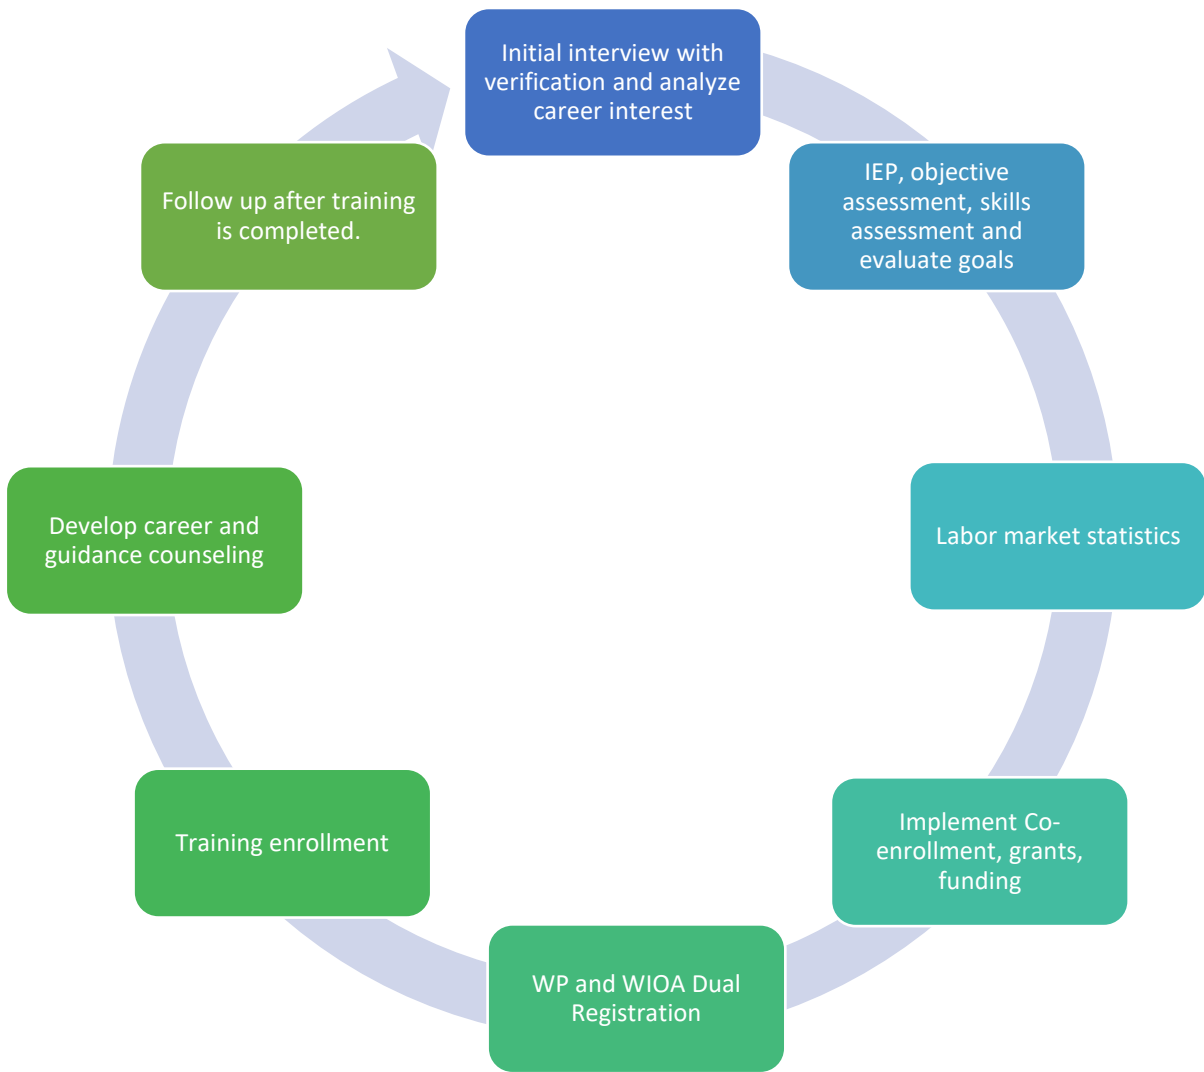 Initial interview with
verification and analyze
career interest
IEP, objective
assessment, skills
assessment and
evaluate goals
Labor market statistics
Implement Co-
enrollment, grants,
funding
WP and WIOA Dual
Registration
Training enrollment
Develop career and
guidance counseling
Follow up after training
is completed.